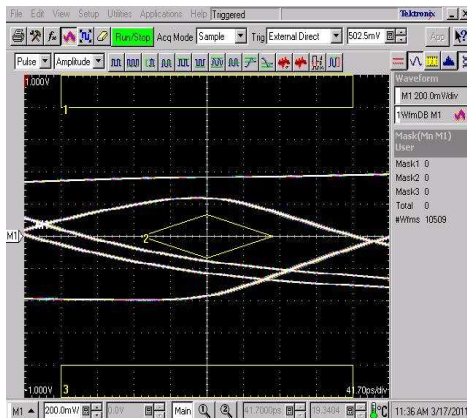 File Edit View Setup Utilities Applications Help Triggered Tektronix
Run/Stop Acq Mode Sample Trig External Direct 502.5mV App
Pulse Amplitude
1.000V
1
2
3
M1
-1.000V
41.70ps/div
Waveform
M1 200.0mV/div
1WfmDB M1
Mask(Mn M1)
User
Mask1 0
Mask2 0
Mask3 0
Total 0
#Wfms 10509
M1 200.0mV 0.0V Main 41.7000ps 19.3404 °C 11:36 AM 3/17/2011